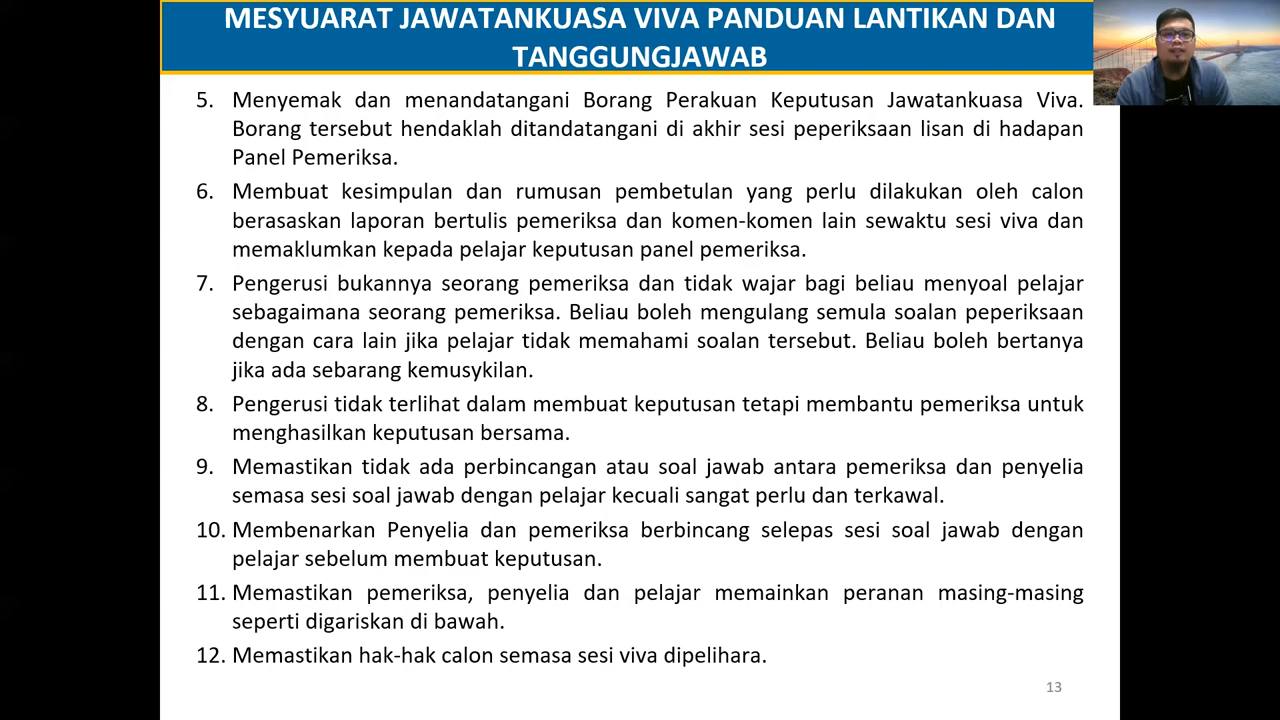 MESYUARAT JAWATANKUASA VIVA PANDUAN LANTIKAN DAN
TANGGUNGJAWAB
5. Menyemak dan menandatangani Borang Perakuan Keputusan Jawatankuasa Viva.
Borang tersebut hendaklah ditandatangani di akhir sesi peperiksaan lisan di hadapan
Panel Pemeriksa.
6. Membuat kesimpulan dan rumusan pembetulan yang perlu dilakukan oleh calon
berasaskan laporan bertulis pemeriksa dan komen-komen lain sewaktu sesi viva dan
memaklumkan kepada pelajar keputusan panel pemeriksa.
7. Pengerusi bukannya seorang pemeriksa dan tidak wajar bagi beliau menyoal pelajar
sebagaimana seorang pemeriksa. Beliau boleh mengulang semula soalan peperiksaan
dengan cara lain jika pelajar tidak memahami soalan tersebut. Beliau boleh bertanya
jika ada sebarang kemusykilan.
8. Pengerusi tidak terlihat dalam membuat keputusan tetapi membantu pemeriksa untuk
menghasilkan keputusan bersama.
9. Memastikan tidak ada perbincangan atau soal jawab antara pemeriksa dan penyelia
semasa sesi soal jawab dengan pelajar kecuali sangat perlu dan terkawal.
10. Membenarkan Penyelia dan pemeriksa berbincang selepas sesi soal jawab dengan
pelajar sebelum membuat keputusan.
11. Memastikan pemeriksa, penyelia dan pelajar memainkan peranan masing-masing
seperti digariskan di bawah.
12. Memastikan hak-hak calon semasa sesi viva dipelihara.
13